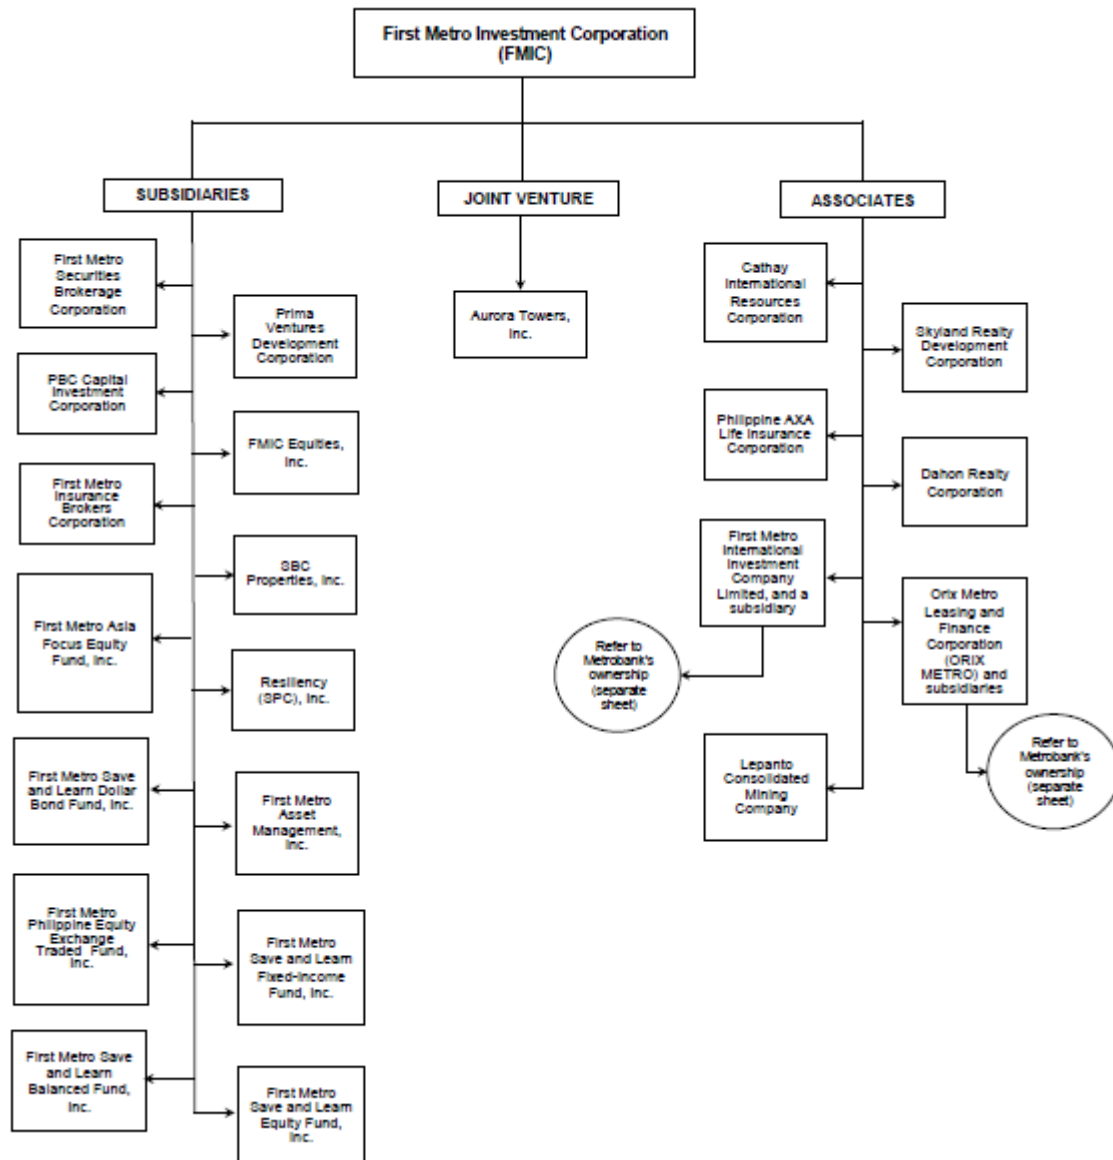 First Metro Investment Corporation
(FMIC)
SUBSIDIARIES
JOINT VENTURE
ASSOCIATES
First Metro
Securities
Brokerage
Corporation
Prima
Ventures
Development
Corporation
PBC Capital
Investment
Corporation
FMIC Equities,
Inc.
First Metro
Insurance
Brokers
Corporation
SBC
Properties, Inc.
First Metro Asia
Focus Equity
Fund, Inc.
Resiliency
(SPC), Inc.
First Metro Save
and Learn Dollar
Bond Fund, Inc.
First Metro
Asset
Management,
Inc.
First Metro
Philippine Equity
Exchange
Traded Fund,
Inc.
First Metro
Save and Learn
Fixed-Income
Fund, Inc.
First Metro Save
and Learn
Balanced Fund,
Inc.
First Metro
Save and Learn
Equity Fund,
Inc.
Aurora Towers,
Inc.
Cathay
International
Resources
Corporation
Skyland Realty
Development
Corporation
Philippine AXA
Life Insurance
Corporation
Dahon Realty
Corporation
First Metro
International
Investment
Company
Limited, and a
subsidiary
Refer to
Metrobank's
ownership
(separate
sheet)
Orix Metro
Leasing and
Finance
Corporation
(ORIX
METRO) and
subsidiaries
Refer to
Metrobank's
ownership
(separate
sheet)
Lepanto
Consolidated
Mining
Company